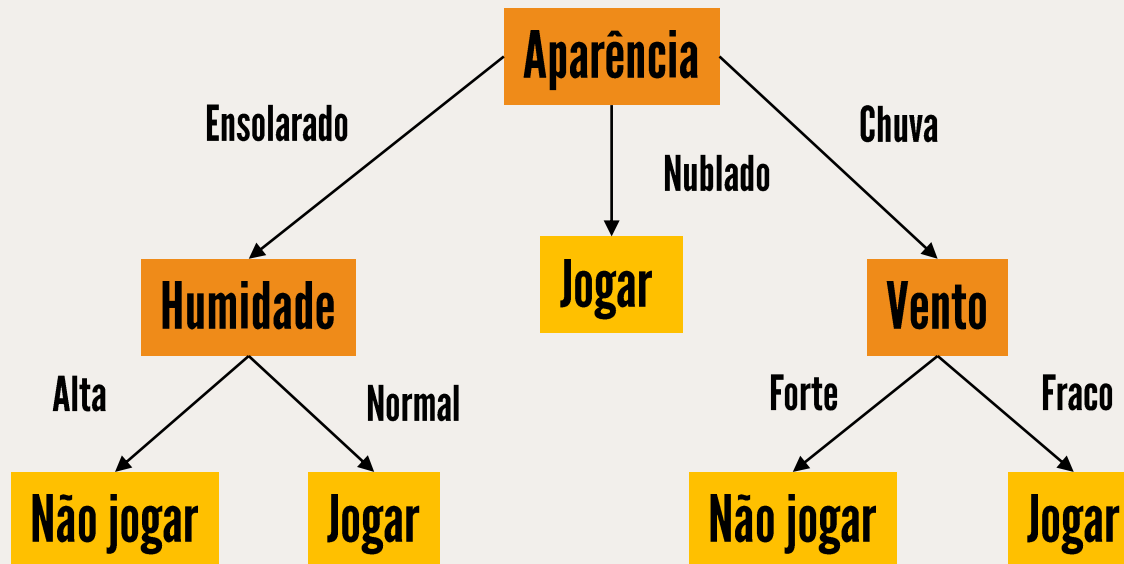 Aparência
Ensolarado
Nublado
Chuva
Humidade
Jogar
Vento
Alta
Normal
Forte
Fraco
Não jogar
Jogar
Não jogar
Jogar